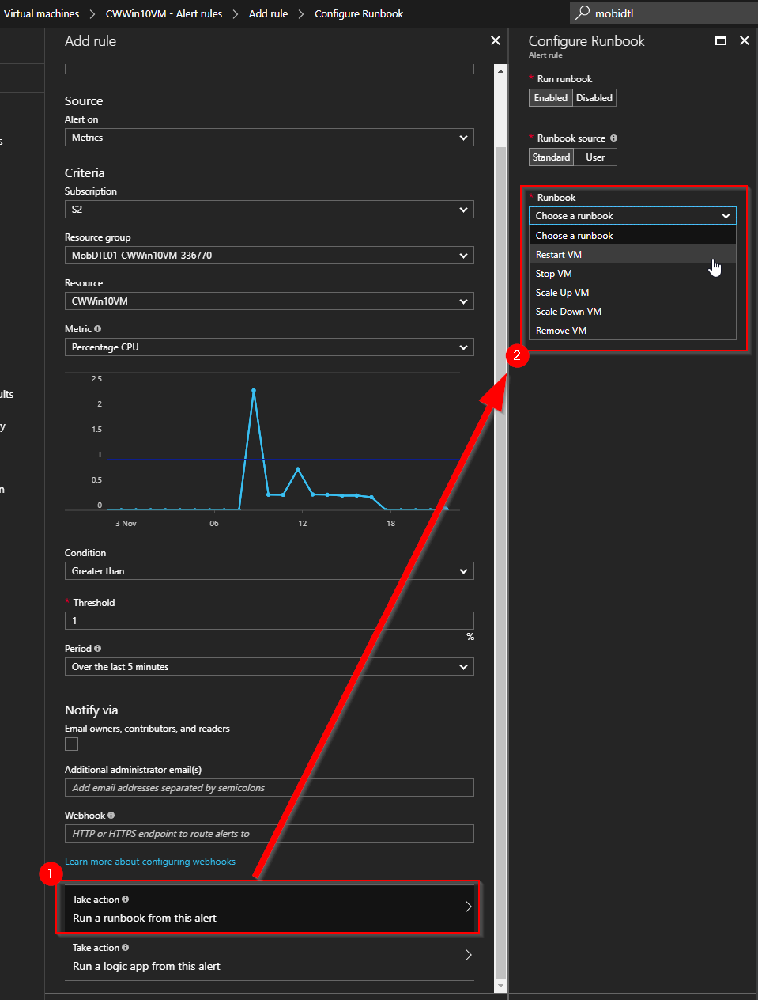 Virtual machines > CWWin10VM - Alert rules > Add rule > Configure Runbook
mobidtl
s
ults
y
n
Add rule
Source
Alert on
Metrics
Criteria
Subscription
S2
Resource group
MobDTL01-CWWin10VM-336770
Resource
CWWin10VM
Metric
Percentage CPU
2.5
2
1.5
1
0.5
0
3 Nov 06 12 18
Condition
Greater than
* Threshold
1
%
Period
Over the last 5 minutes
Notify via
Email owners, contributors, and readers
Additional administrator email(s)
Add email addresses separated by semicolons
Webhook
HTTP or HTTPS endpoint to route alerts to
Learn more about configuring webhooks
1
Take action
Run a runbook from this alert
Take action
Run a logic app from this alert
Configure Runbook
Alert rule
* Run runbook
Enabled Disabled
* Runbook source
Standard User
* Runbook
Choose a runbook
Choose a runbook
Restart VM
Stop VM
Scale Up VM
Scale Down VM
Remove VM
2